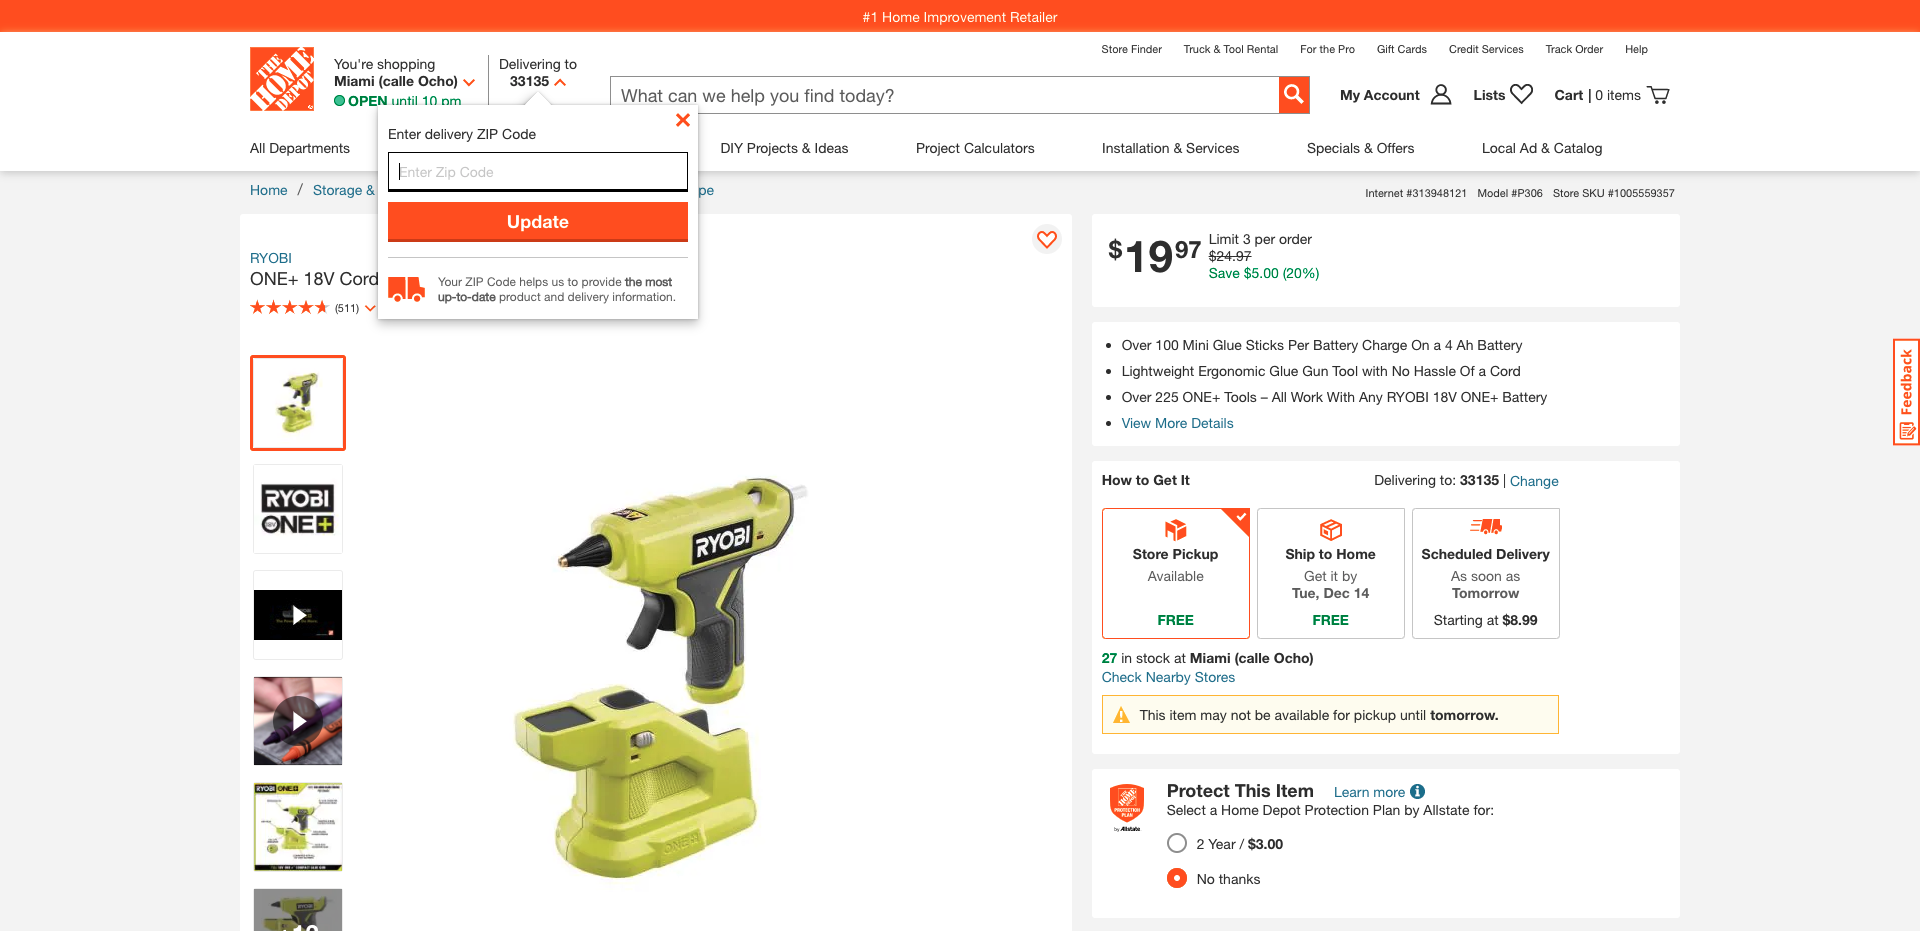 #1 Home Improvement Retailer
Store Finder
Truck & Tool Rental
For the Pro
Gift Cards
Credit Services
Track Order
Help
THE HOME DEPOT
You're shopping
Miami (calle Ocho)
OPEN until 10 pm
Delivering to
33135
What can we help you find today?
My Account
Lists
Cart | 0 items
All Departments
DIY Projects & Ideas
Project Calculators
Installation & Services
Specials & Offers
Local Ad & Catalog
Enter delivery ZIP Code
Enter Zip Code
Update
Your ZIP Code helps us to provide the most
up-to-date product and delivery information.
Home / Storage &
pe
Internet #313948121 Model #P306 Store SKU #1005559357
RYOBI
ONE+ 18V Cord
(511)
RYOBI
ONE+
RYOBI ONE+
RYOBI
ONE+
$19 97
Limit 3 per order
$24.97
Save $5.00 (20%)
Over 100 Mini Glue Sticks Per Battery Charge On a 4 Ah Battery
Lightweight Ergonomic Glue Gun Tool with No Hassle Of a Cord
Over 225 ONE+ Tools – All Work With Any RYOBI 18V ONE+ Battery
View More Details
How to Get It
Delivering to: 33135 | Change
Store Pickup
Available
FREE
Ship to Home
Get it by
Tue, Dec 14
FREE
Scheduled Delivery
As soon as
Tomorrow
Starting at $8.99
27 in stock at Miami (calle Ocho)
Check Nearby Stores
This item may not be available for pickup until tomorrow.
PROTECTION
PLAN
by Allstate
Protect This Item
Learn more
Select a Home Depot Protection Plan by Allstate for:
2 Year / $3.00
No thanks
Feedback